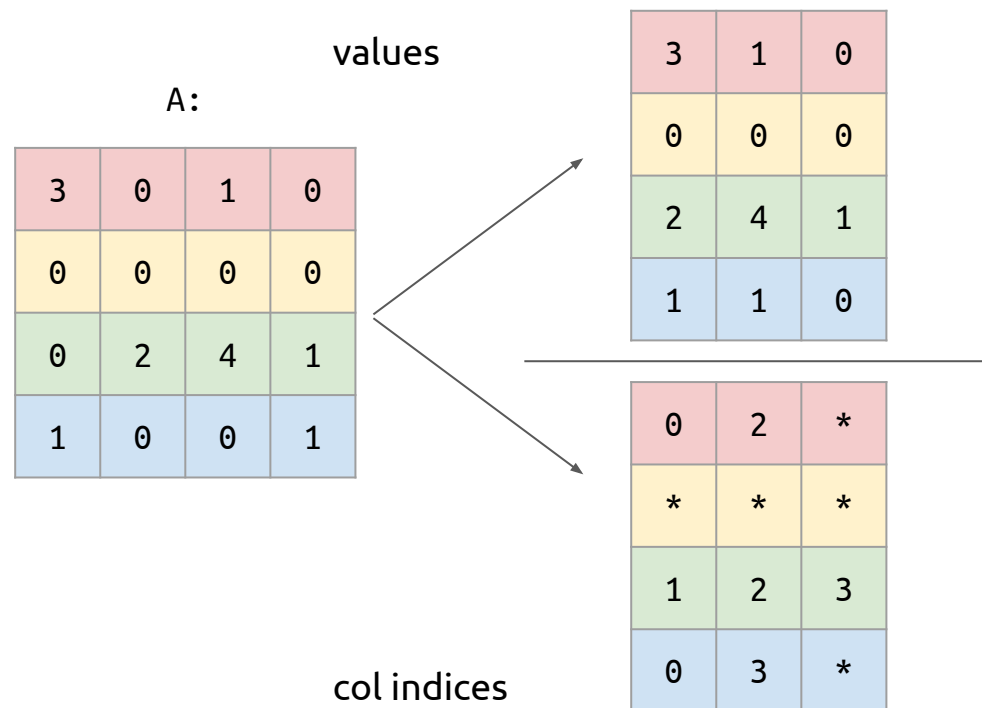 values
A:
3 0 1 0
0 0 0 0
0 2 4 1
1 0 0 1
3 1 0
0 0 0
2 4 1
1 1 0
0 2 *
* * *
1 2 3
0 3 *
col indices